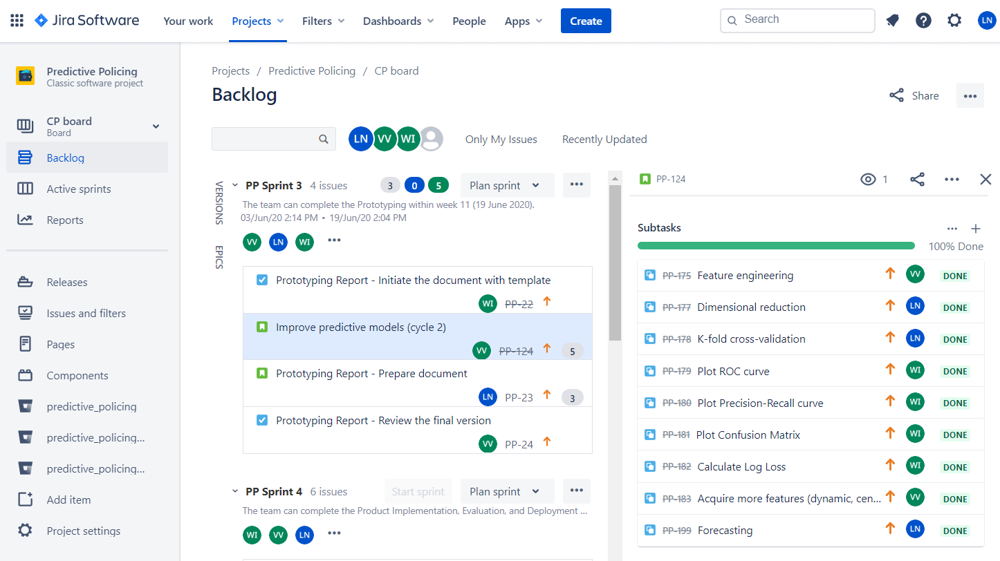 Jira Software
Your work
Projects
Filters
Dashboards
People
Apps
Create
Search
LN
Predictive Policing
Classic software project
CP board
Board
Backlog
Active sprints
Reports
Releases
Issues and filters
Pages
Components
predictive_policing
predictive_policing...
predictive_policing...
Add item
Project settings
Projects / Predictive Policing / CP board
Backlog
Share
LN VV WI
Only My Issues
Recently Updated
VERSIONS
EPICS
PP Sprint 3 4 issues
3 0 5
Plan sprint
The team can complete the Prototyping within week 11 (19 June 2020).
03/Jun/20 2:14 PM • 19/Jun/20 2:04 PM
VV LN WI
Prototyping Report - Initiate the document with template
WI PP-22
Improve predictive models (cycle 2)
VV PP-124 5
Prototyping Report - Prepare document
LN PP-23 3
Prototyping Report - Review the final version
VV PP-24
PP Sprint 4 6 issues
Start sprint
Plan sprint
The team can complete the Product Implementation, Evaluation, and Deployment ...
WI VV LN
PP-124
1
Subtasks
100% Done
PP-175 Feature engineering VV DONE
PP-177 Dimensional reduction LN DONE
PP-178 K-fold cross-validation LN DONE
PP-179 Plot ROC curve WI DONE
PP-180 Plot Precision-Recall curve WI DONE
PP-181 Plot Confusion Matrix WI DONE
PP-182 Calculate Log Loss WI DONE
PP-183 Acquire more features (dynamic, cen... VV DONE
PP-199 Forecasting LN DONE